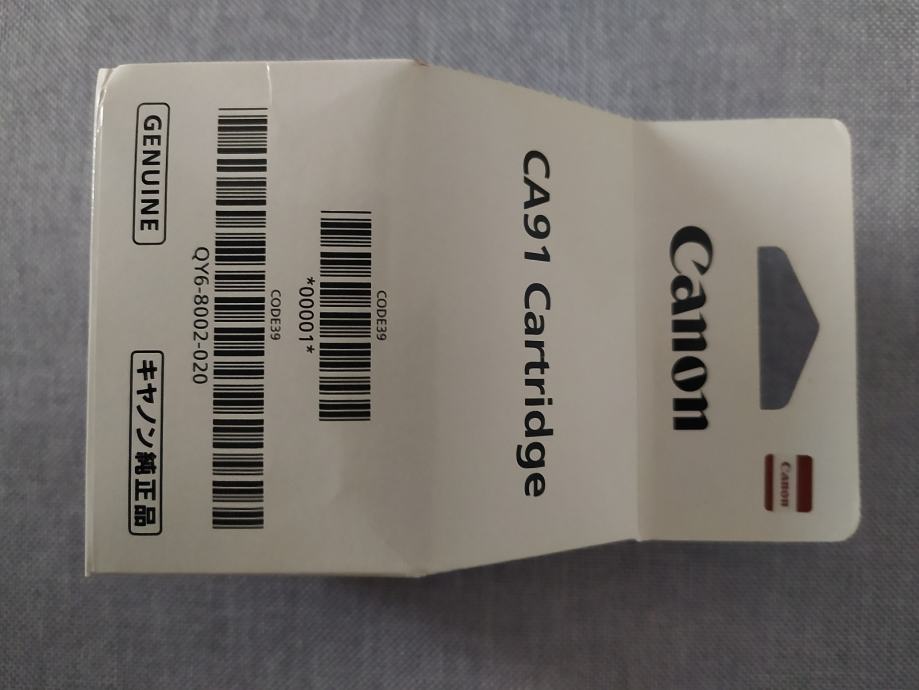 Canon
Canon
CA91 Cartridge
CODE39
*00001*
CODE39
QY6-8002-020
GENUINE
キヤノン純正品